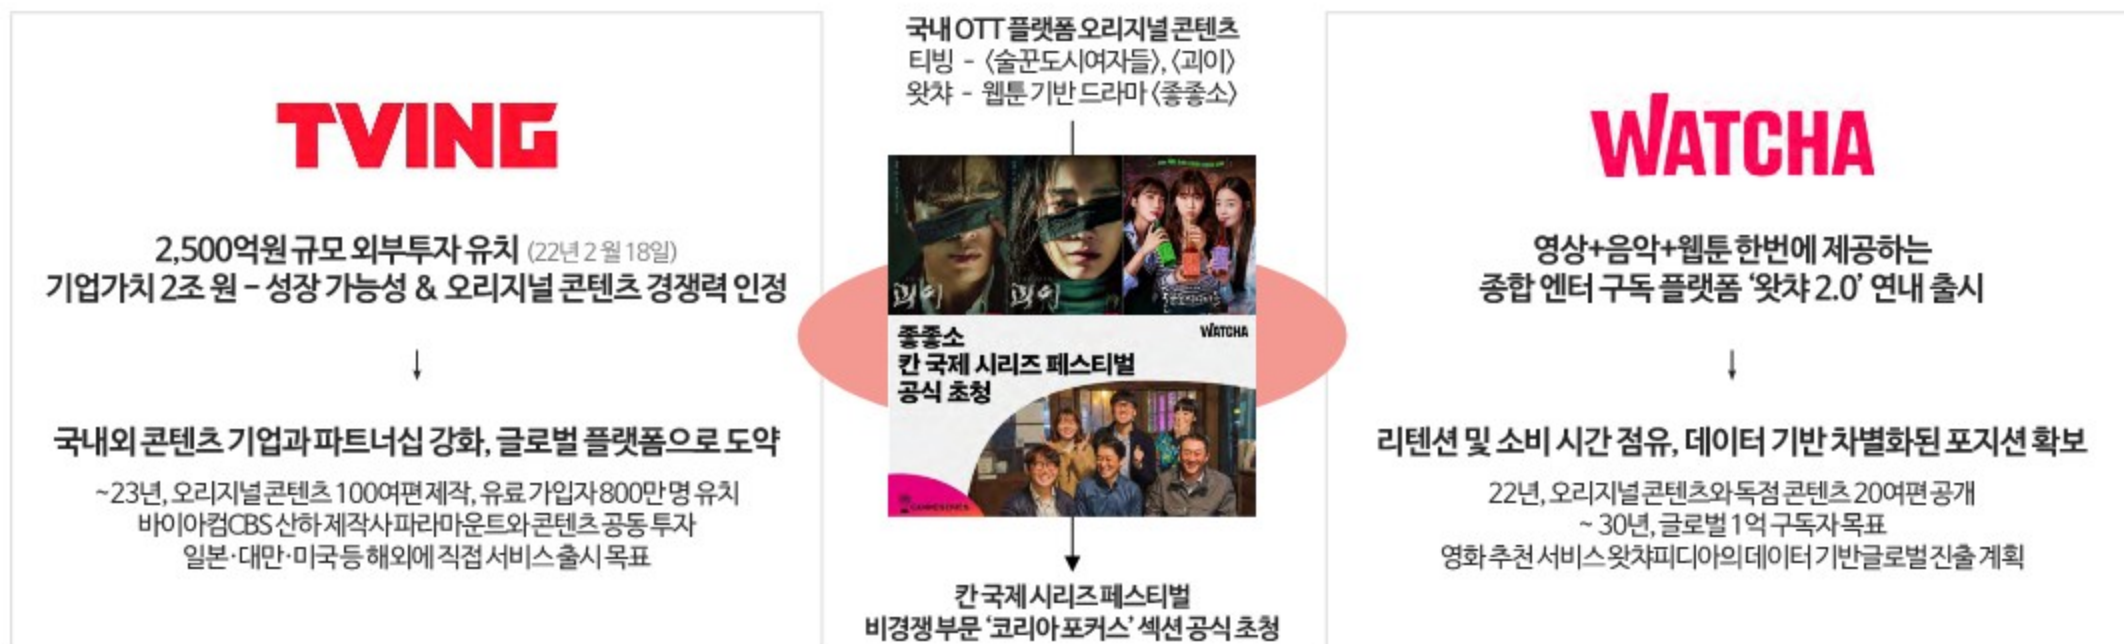 TVING
2,500억원 규모 외부투자 유치 (22년 2월 18일)
기업가치 2조 원 – 성장 가능성 & 오리지널 콘텐츠 경쟁력 인정
↓
국내외 콘텐츠 기업과 파트너십 강화, 글로벌 플랫폼으로 도약
~23년, 오리지널 콘텐츠 100여편 제작, 유료 가입자 800만 명 유치
바이아컴CBS 산하 제작사 파라마운트와 콘텐츠 공동 투자
일본·대만·미국 등 해외에 직접 서비스 출시 목표
국내 OTT 플랫폼 오리지널 콘텐츠
티빙 - 〈술꾼도시여자들〉, 〈괴이〉
왓챠 - 웹툰 기반 드라마 〈좋좋소〉
괴이
괴이
좋좋소
WATCHA
칸 국제 시리즈 페스티벌
공식 초청
CANNESERIES
칸 국제 시리즈 페스티벌
비경쟁 부문 ‘코리아 포커스’ 섹션 공식 초청
WATCHA
영상+음악+웹툰 한번에 제공하는
종합 엔터 구독 플랫폼 ‘왓챠 2.0’ 연내 출시
↓
리텐션 및 소비 시간 점유, 데이터 기반 차별화된 포지션 확보
22년, 오리지널 콘텐츠와 독점 콘텐츠 20여편 공개
~ 30년, 글로벌 1억 구독자 목표
영화 추천 서비스 왓챠피디아의 데이터 기반 글로벌 진출 계획